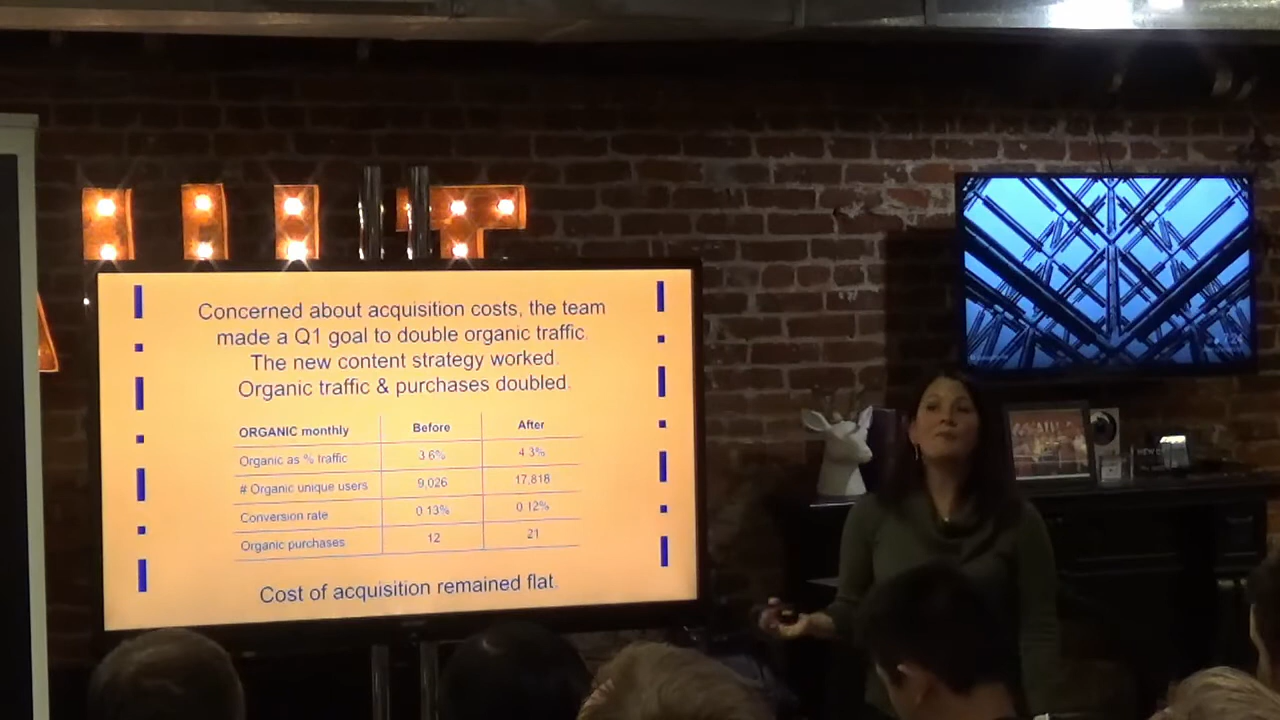 Concerned about acquisition costs, the team
made a Q1 goal to double organic traffic.
The new content strategy worked.
Organic traffic & purchases doubled.
ORGANIC monthly Before After
Organic as % traffic 3.6% 4.3%
# Organic unique users 9,026 17,818
Conversion rate 0.13% 0.12%
Organic purchases 12 21
Cost of acquisition remained flat.